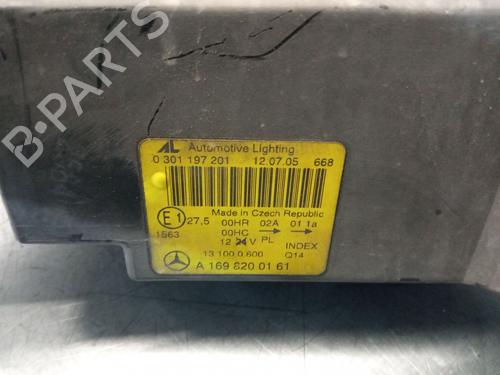 AL Automotive Lighting
0 301 197 201 12.07.05 668
Made in Czech Republic
E1 27,5 00HR 02A 01 1a
1563 00HC → →
12 24 V PL INDEX
13 100 0 600 Q14
A 169 820 01 61
B-PARTS